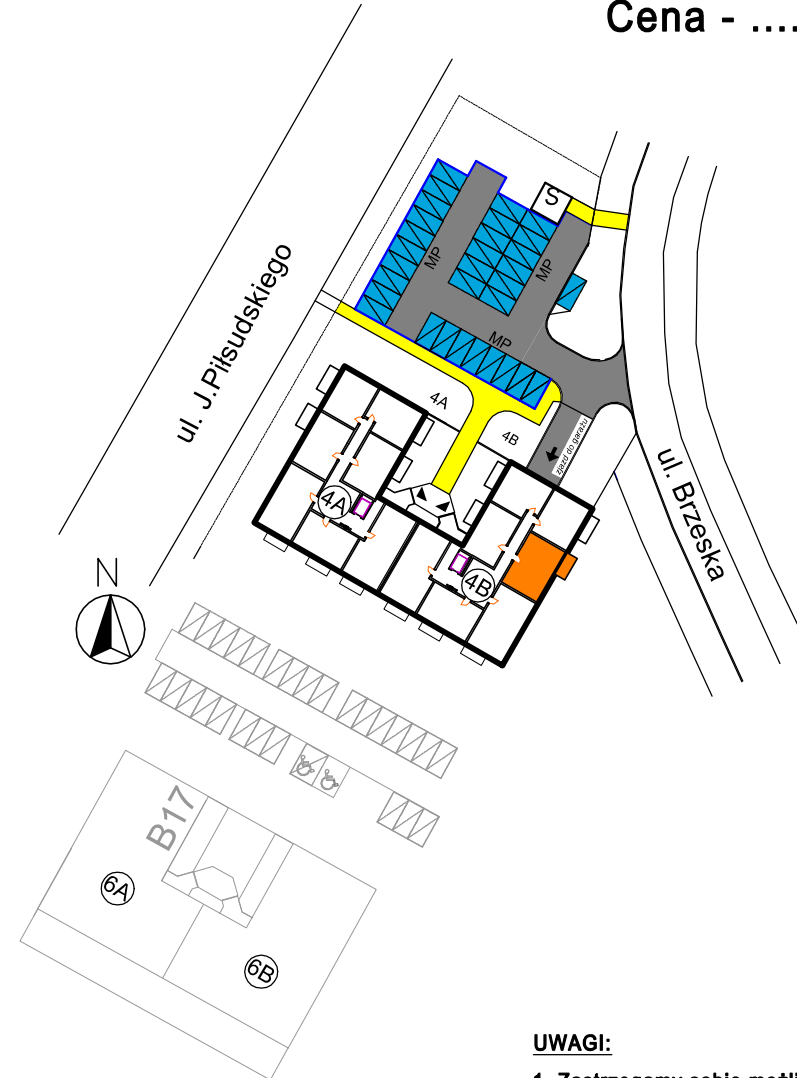 Cena - ....
S
MP
MP
MP
ul. J.Piłsudskiego
4A
4B
zjazd do garażu
ul. Brzeska
4A
4B
N
B17
6A
6B
UWAGI: